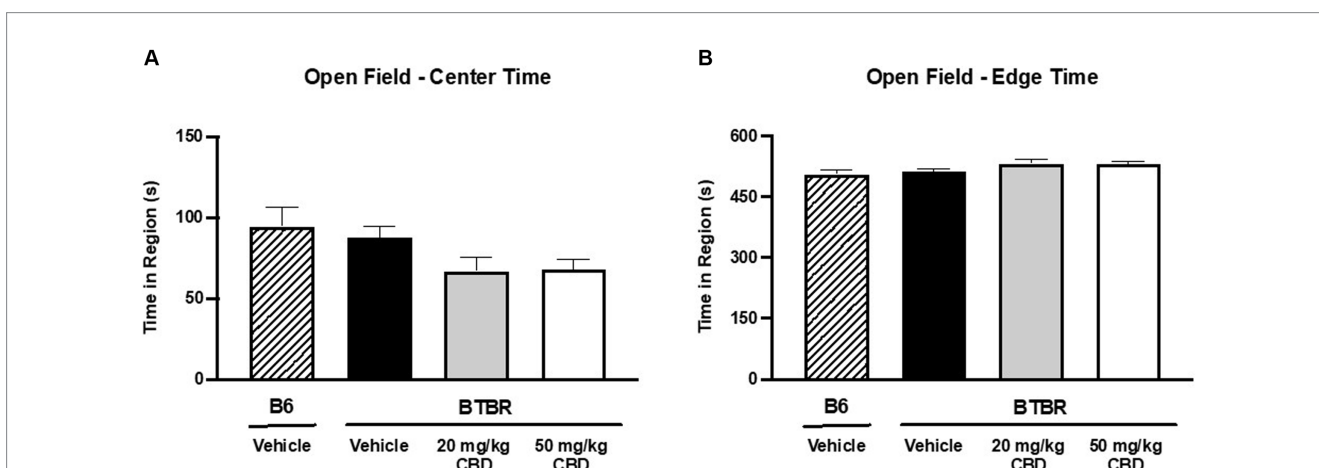 A
Open Field - Center Time
Time in Region (s)
150
100
50
0
B6
BTBR
Vehicle
Vehicle
20 mg/kg
CBD
50 mg/kg
CBD
B
Open Field - Edge Time
Time in Region (s)
600
450
300
150
0
B6
BTBR
Vehicle
Vehicle
20 mg/kg
CBD
50 mg/kg
CBD